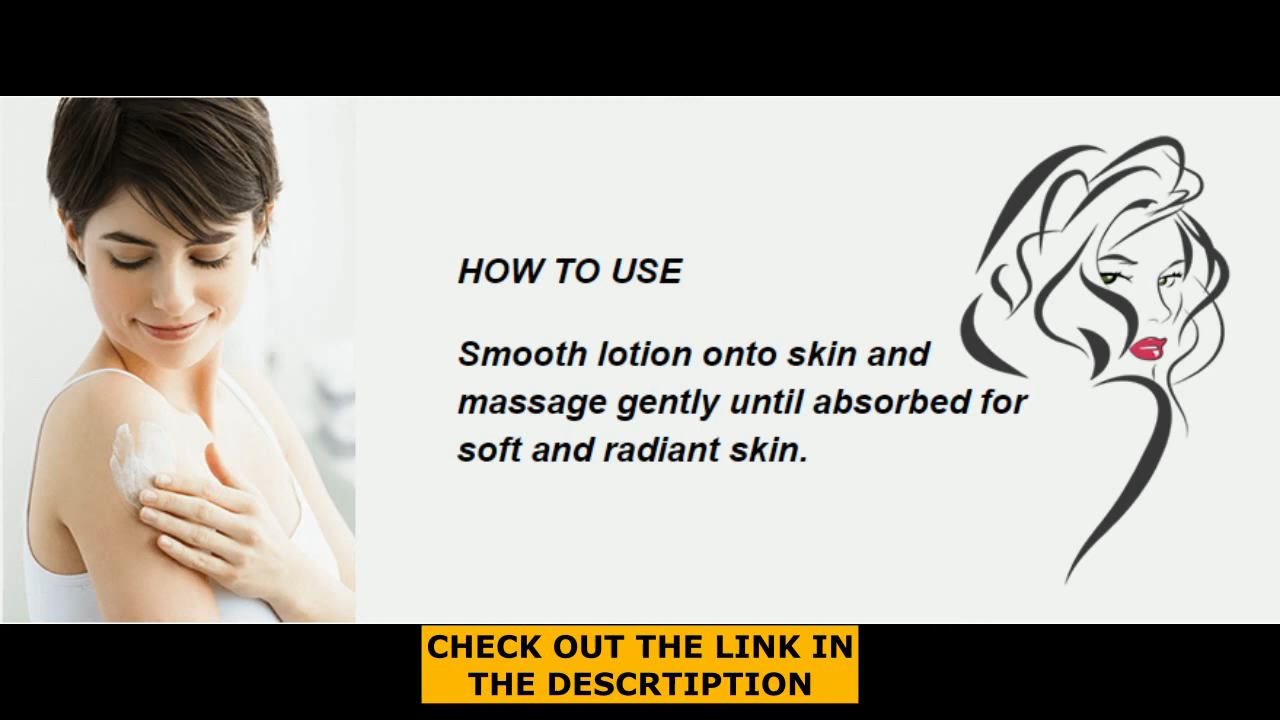 HOW TO USE
Smooth lotion onto skin and
massage gently until absorbed for
soft and radiant skin.
CHECK OUT THE LINK IN
THE DESCRTIPTION